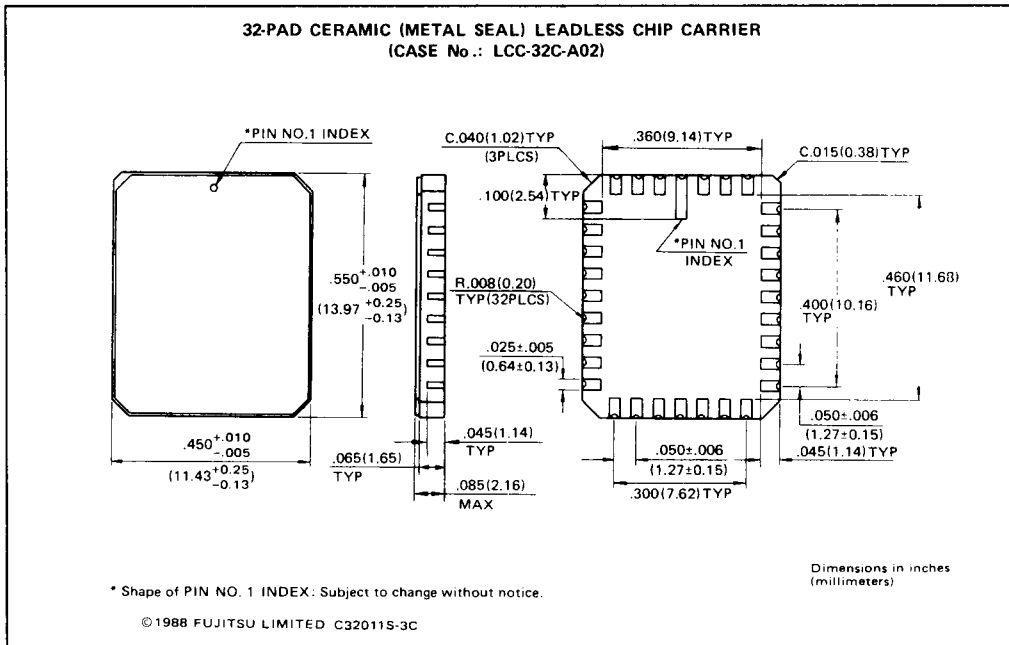 32-PAD CERAMIC (METAL SEAL) LEADLESS CHIP CARRIER
(CASE No.: LCC-32C-A02)
*PIN NO.1 INDEX
C.040(1.02)TYP
(3PLCS)
.360(9.14)TYP
C.015(0.38)TYP
.100(2.54)TYP
*PIN NO.1
INDEX
.550 +.010
-.005
(13.97 +0.25
-0.13)
R.008(0.20)
TYP(32PLCS)
.460(11.68)
TYP
.400(10.16)
TYP
.025±.005
(0.64±0.13)
.450 +.010
-.005
(11.43 +0.25
-0.13)
.045(1.14)
TYP
.065(1.65)
TYP
.085(2.16)
MAX
.050±.006
(1.27±0.15)
.300(7.62)TYP
.050±.006
(1.27±0.15)
.045(1.14)TYP
Dimensions in inches
(millimeters)
* Shape of PIN NO. 1 INDEX: Subject to change without notice.
©1988 FUJITSU LIMITED C32011S-3C